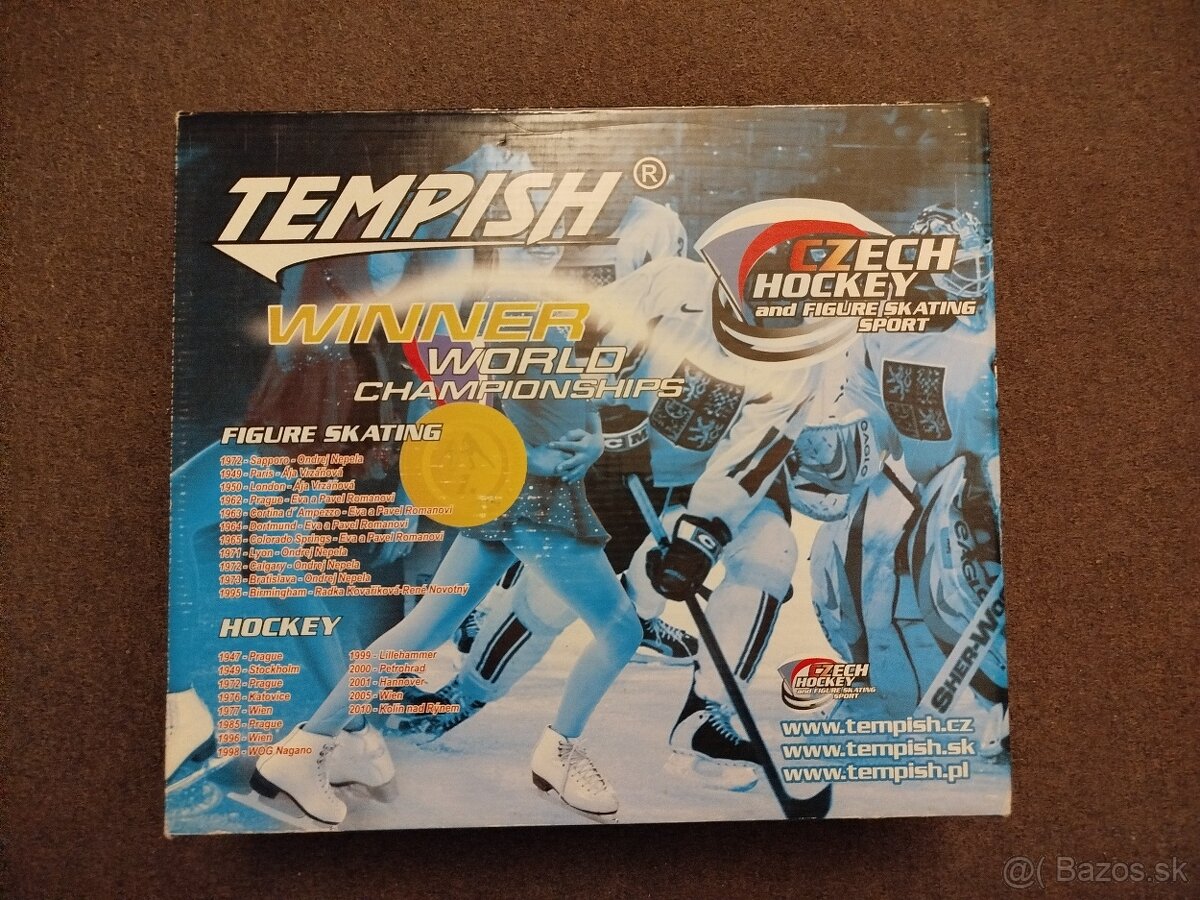 TEMPISH ®
CZECH
HOCKEY
and FIGURE SKATING
SPORT
WINNER
WORLD
CHAMPIONSHIPS
FIGURE SKATING
1972 - Sapporo - Ondrej Nepela
1949 - Paris - Ája Vrzáňová
1950 - London - Ája Vrzáňová
1962 - Prague - Eva a Pavel Romanovi
1963 - Cortina d´ Ampezzo - Eva a Pavel Romanovi
1964 - Dortmund - Eva a Pavel Romanovi
1965 - Colorado Springs - Eva a Pavel Romanovi
1971 - Lyon - Ondrej Nepela
1972 - Calgary - Ondrej Nepela
1973 - Bratislava - Ondrej Nepela
1995 - Birmingham - Radka Kovaříková-René Novotný
HOCKEY
1947 - Prague
1949 - Stockholm
1972 - Prague
1976 - Katovice
1977 - Wien
1985 - Prague
1996 - Wien
1998 - WOG Nagano
1999 - Lillehammer
2000 - Petrohrad
2001 - Hannover
2005 - Wien
2010 - Kolín nad Rýnem
CCM
C
SHER-WO
CZECH
HOCKEY
and FIGURE SKATING
SPORT
www.tempish.cz
www.tempish.sk
www.tempish.pl
@( Bazos.sk